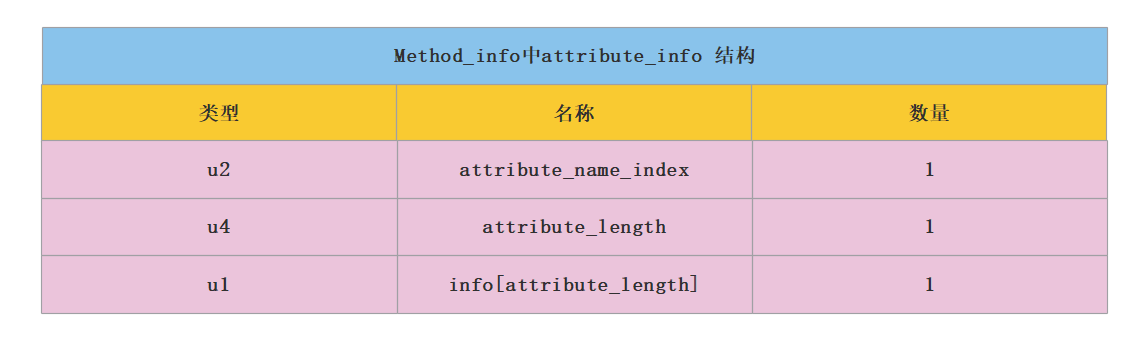 Method_info中attribute_info 结构
类型 名称 数量
u2 attribute_name_index 1
u4 attribute_length 1
u1 info[attribute_length] 1